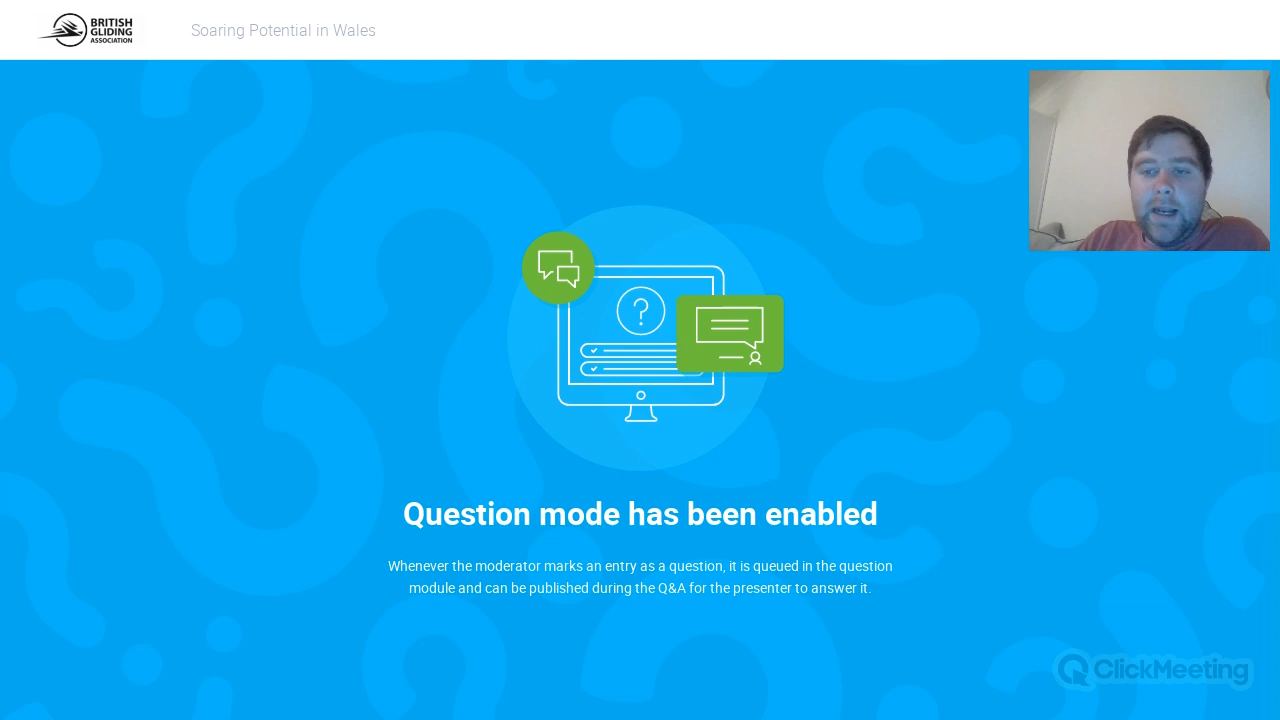 BRITISH
GLIDING
ASSOCIATION
Soaring Potential in Wales
?
Question mode has been enabled
Whenever the moderator marks an entry as a question, it is queued in the question
module and can be published during the Q&A for the presenter to answer it.
ClickMeeting